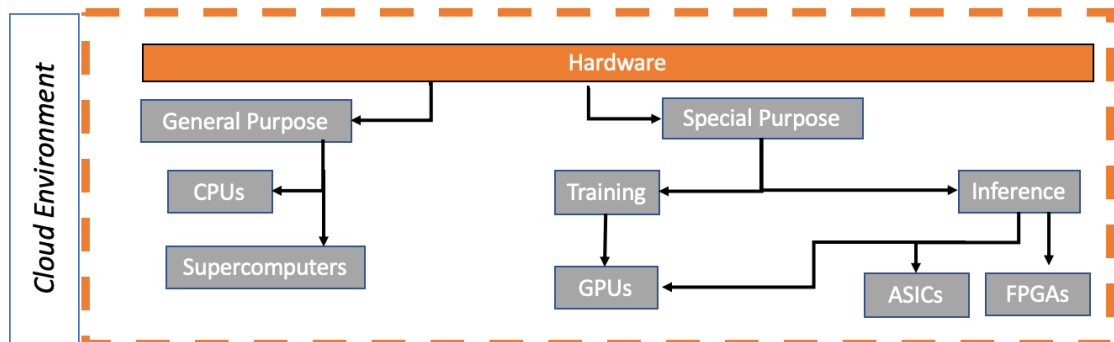 Cloud Environment
Hardware
General Purpose
Special Purpose
CPUs
Training
Inference
Supercomputers
GPUs
ASICs
FPGAs